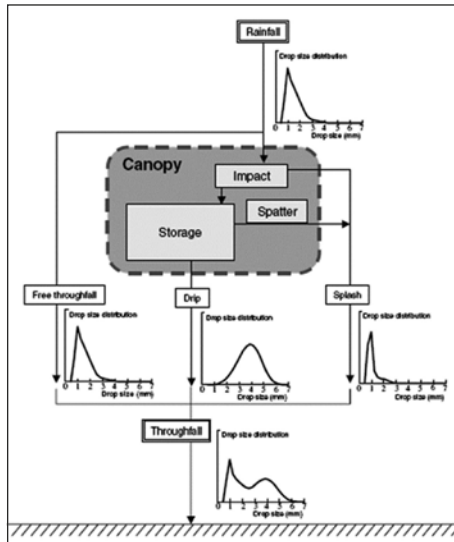 Rainfall
Drop size distribution
0 1 2 3 4 5 6 7
Drop size (mm)
Canopy
Impact
Spatter
Storage
Free throughfall
Drip
Splash
Drop size distribution
0 1 2 3 4 5 6 7
Drop size (mm)
Drop size distribution
0 1 2 3 4 5 6 7
Drop size (mm)
Drop size distribution
0 1 2 3 4 5 6 7
Drop size (mm)
Throughfall
Drop size distribution
0 1 2 3 4 5 6 7
Drop size (mm)